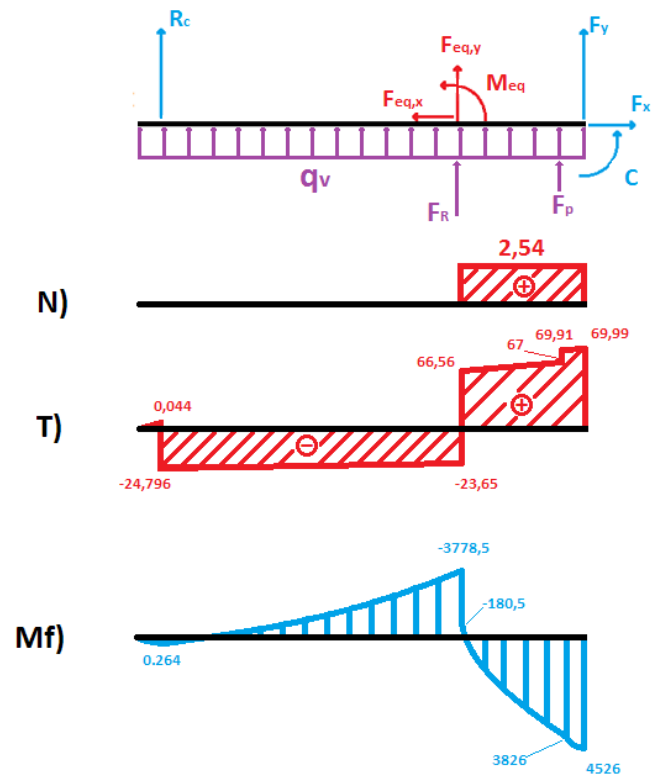 Rc
Fy
Feq,y
Meq
Feq,x
Fx
qv
C
FR
Fp
2,54
N)
+
69,91
69,99
67
66,56
0,044
T)
+
-
-24,796
-23,65
-3778,5
-180,5
Mf)
0.264
3826
4526